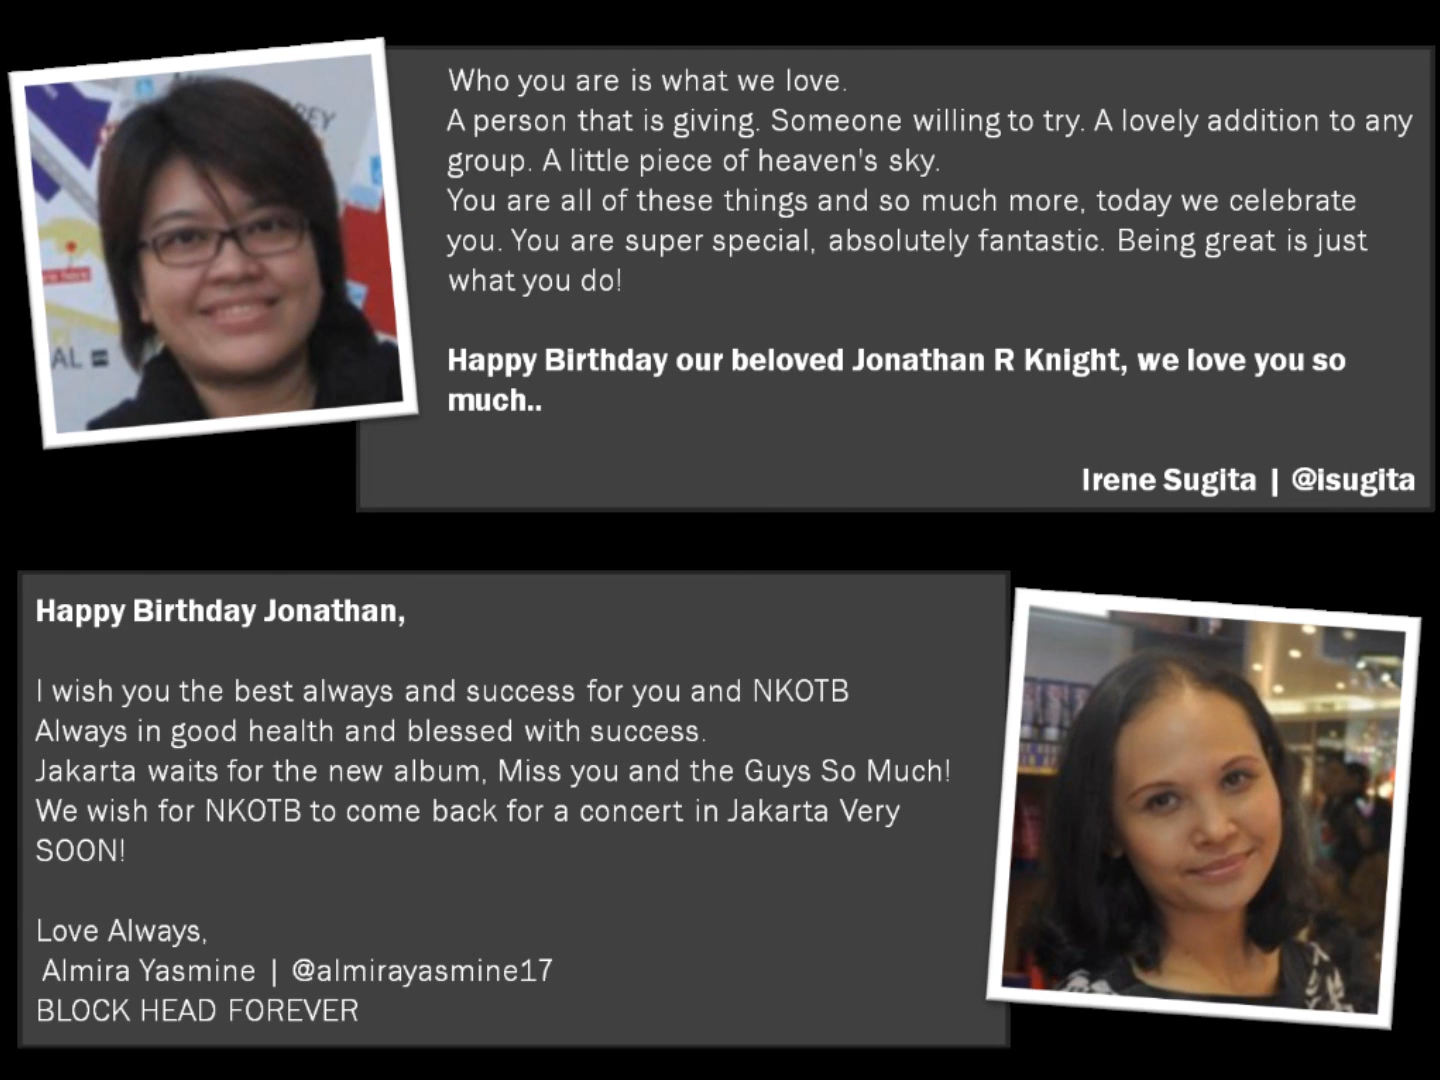 Who you are is what we love.
A person that is giving. Someone willing to try. A lovely addition to any
group. A little piece of heaven's sky.
You are all of these things and so much more, today we celebrate
you. You are super special, absolutely fantastic. Being great is just
what you do!
Happy Birthday our beloved Jonathan R Knight, we love you so
much..
Irene Sugita | @isugita
REY
AL
Happy Birthday Jonathan,
I wish you the best always and success for you and NKOTB
Always in good health and blessed with success.
Jakarta waits for the new album, Miss you and the Guys So Much!
We wish for NKOTB to come back for a concert in Jakarta Very
SOON!
Love Always,
Almira Yasmine | @almirayasmine17
BLOCK HEAD FOREVER